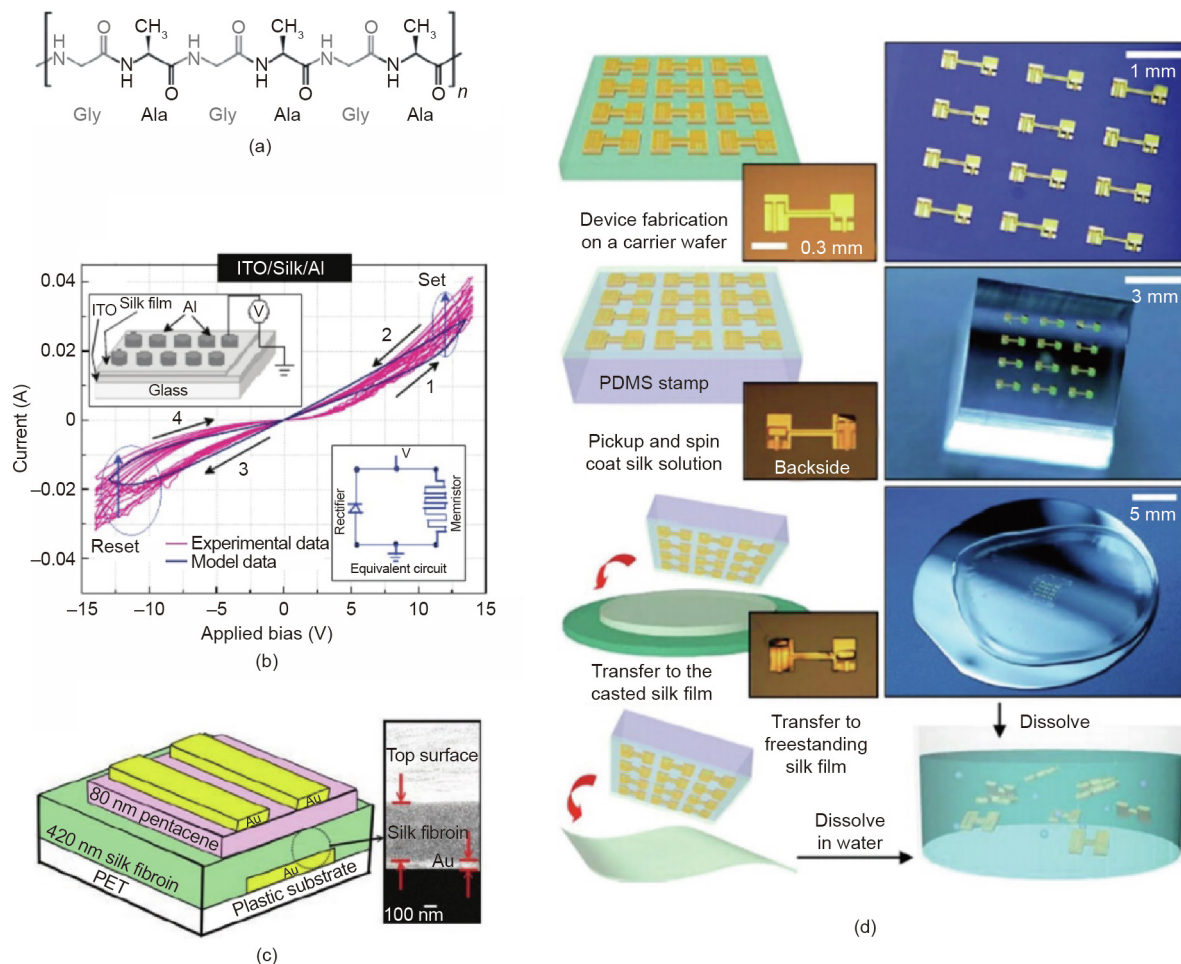 H
N
O
CH3
N
H
O
H
N
O
CH3
N
H
O
H
N
O
CH3
N
H
O
n
Gly
Ala
Gly
Ala
Gly
Ala
(a)
ITO/Silk/Al
0.04
0.02
0
–0.02
–0.04
Current (A)
ITO
Silk film
Al
V
Glass
Set
2
1
4
3
Reset
Experimental data
Model data
V
Rectifier
Memristor
Equivalent circuit
–15
–10
–5
0
5
10
15
Applied bias (V)
(b)
Au
Au
80 nm pentacene
420 nm silk fibroin
Au
PET
Plastic substrate
Top surface
Silk fibroin
Au
100 nm
(c)
Device fabrication
on a carrier wafer
0.3 mm
1 mm
PDMS stamp
Pickup and spin
coat silk solution
Backside
3 mm
Transfer to the
casted silk film
5 mm
Transfer to
freestanding
silk film
Dissolve
Dissolve
in water
(d)